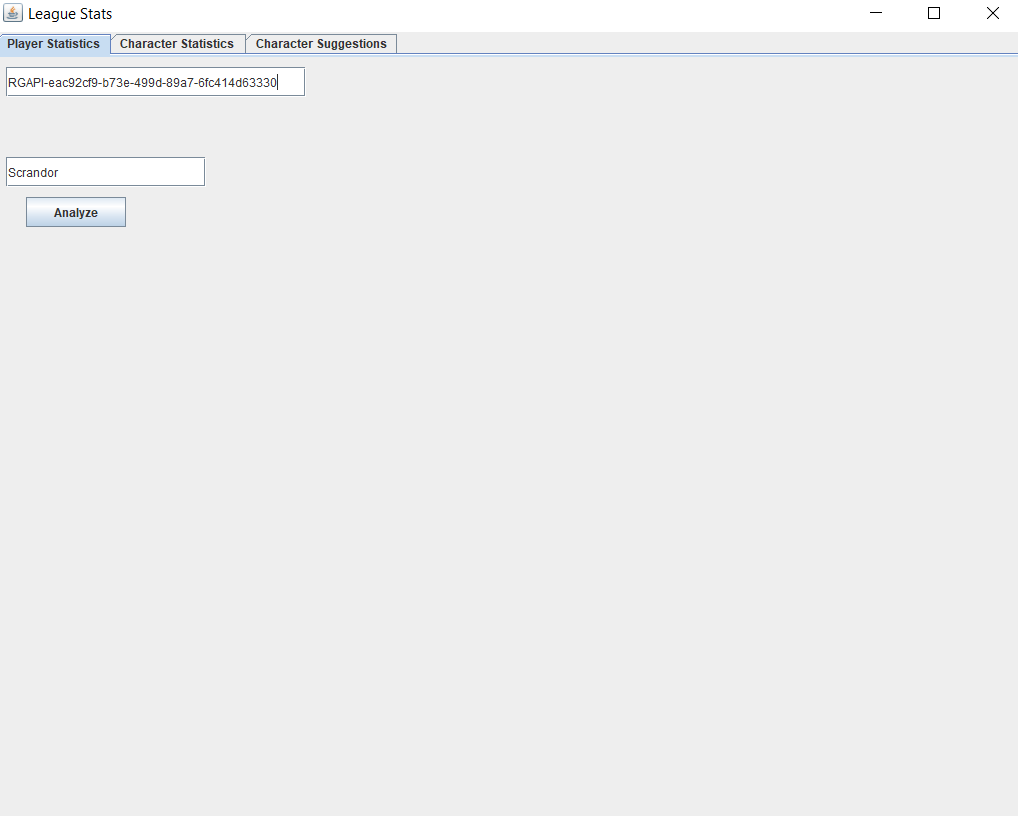 League Stats
Player Statistics Character Statistics Character Suggestions
RGAPI-eac92cf9-b73e-499d-89a7-6fc414d63330
Scrandor
Analyze